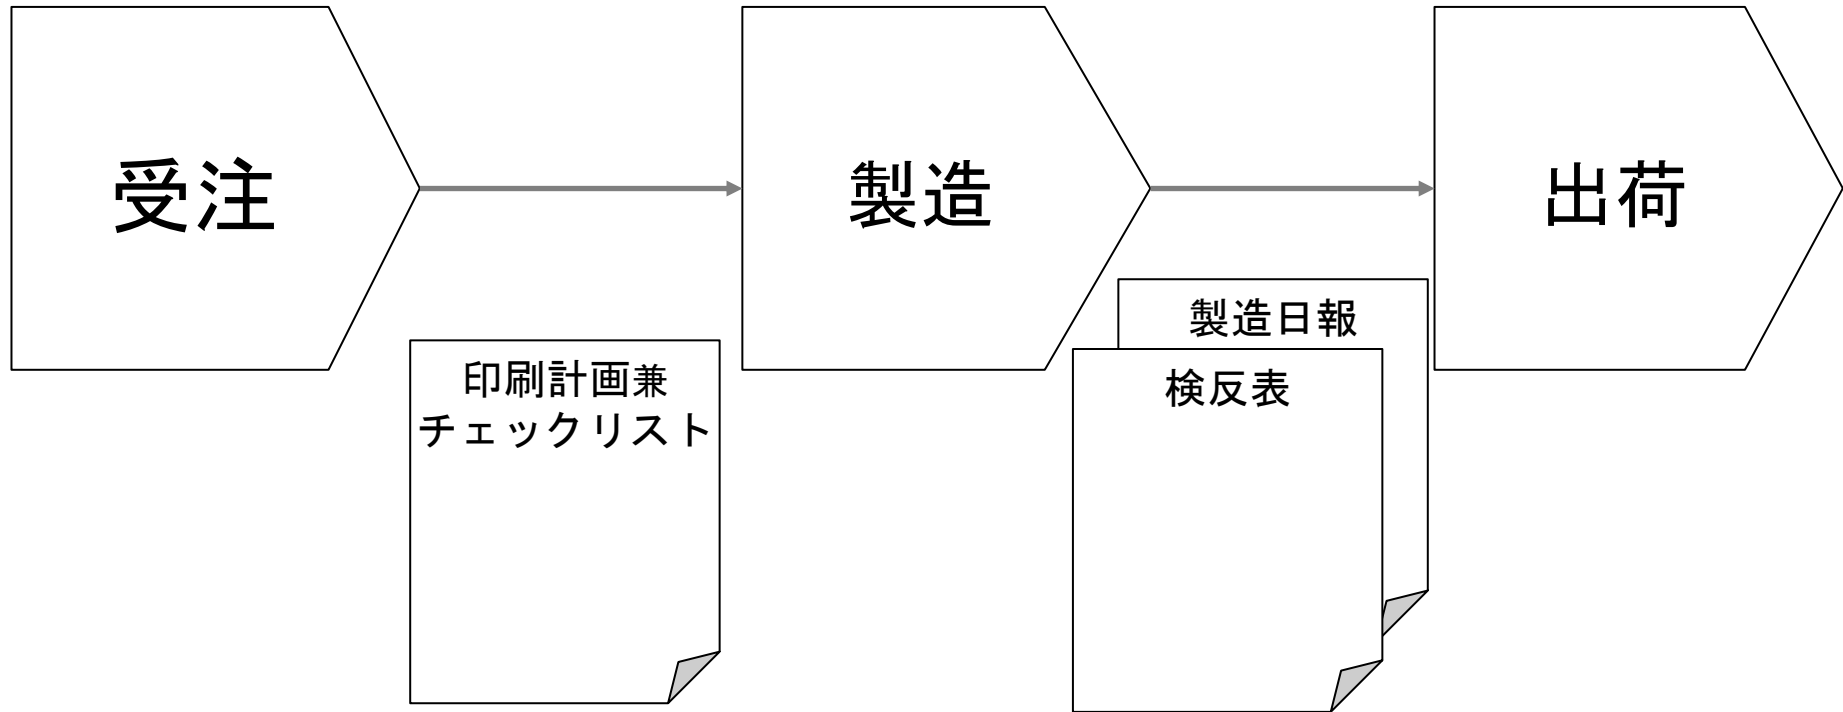 受注
製造
出荷
印刷計画兼
チェックリスト
製造日報
検反表